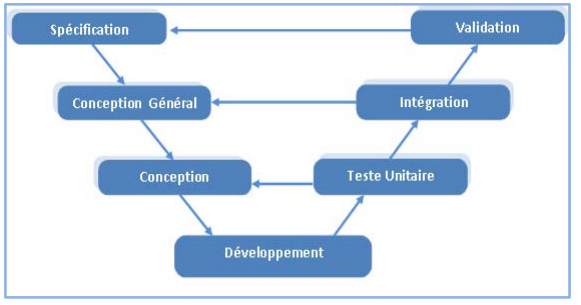 Spécification
Validation
Conception Général
Intégration
Conception
Teste Unitaire
Développement